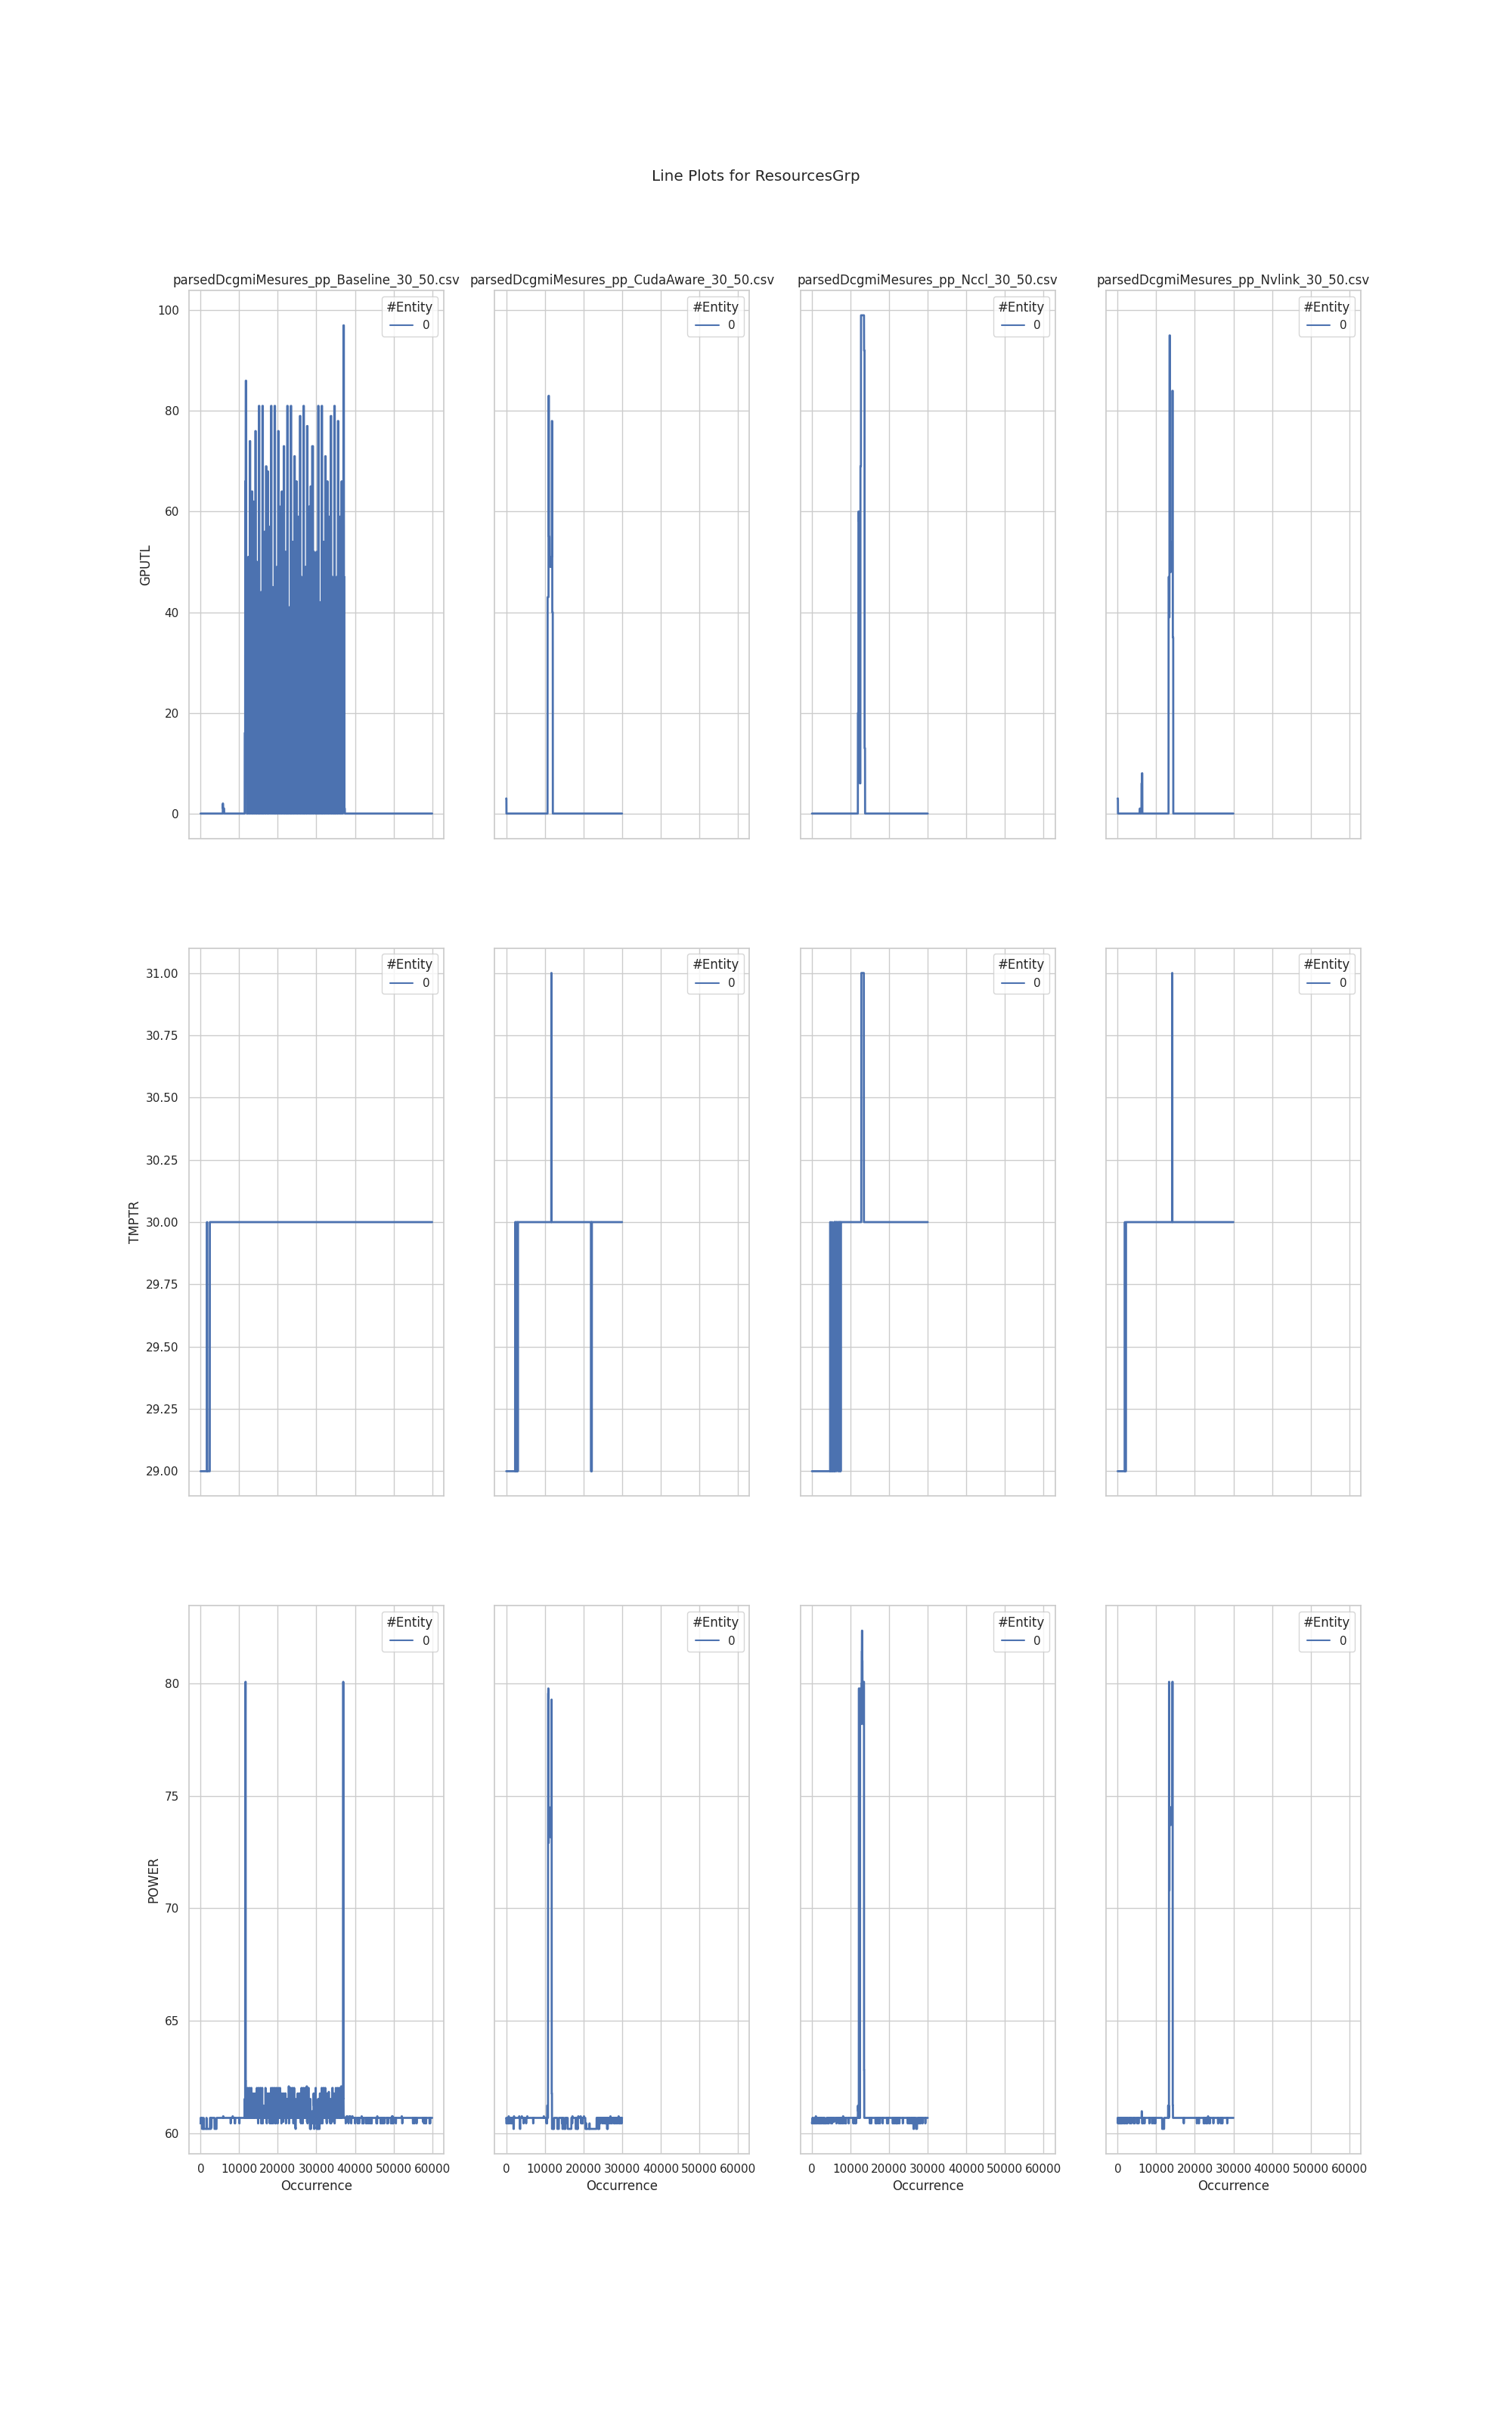 Line Plots for ResourcesGrp
parsedDcgmiMesures_pp_Baseline_30_50.csv
parsedDcgmiMesures_pp_CudaAware_30_50.csv
parsedDcgmiMesures_pp_Nccl_30_50.csv
parsedDcgmiMesures_pp_Nvlink_30_50.csv
GPUTL
100
80
60
40
20
0
#Entity
0
#Entity
0
#Entity
0
#Entity
0
TMPTR
31.00
30.75
30.50
30.25
30.00
29.75
29.50
29.25
29.00
#Entity
0
#Entity
0
#Entity
0
#Entity
0
POWER
80
75
70
65
60
#Entity
0
#Entity
0
#Entity
0
#Entity
0
0 10000 20000 30000 40000 50000 60000
Occurrence
0 10000 20000 30000 40000 50000 60000
Occurrence
0 10000 20000 30000 40000 50000 60000
Occurrence
0 10000 20000 30000 40000 50000 60000
Occurrence